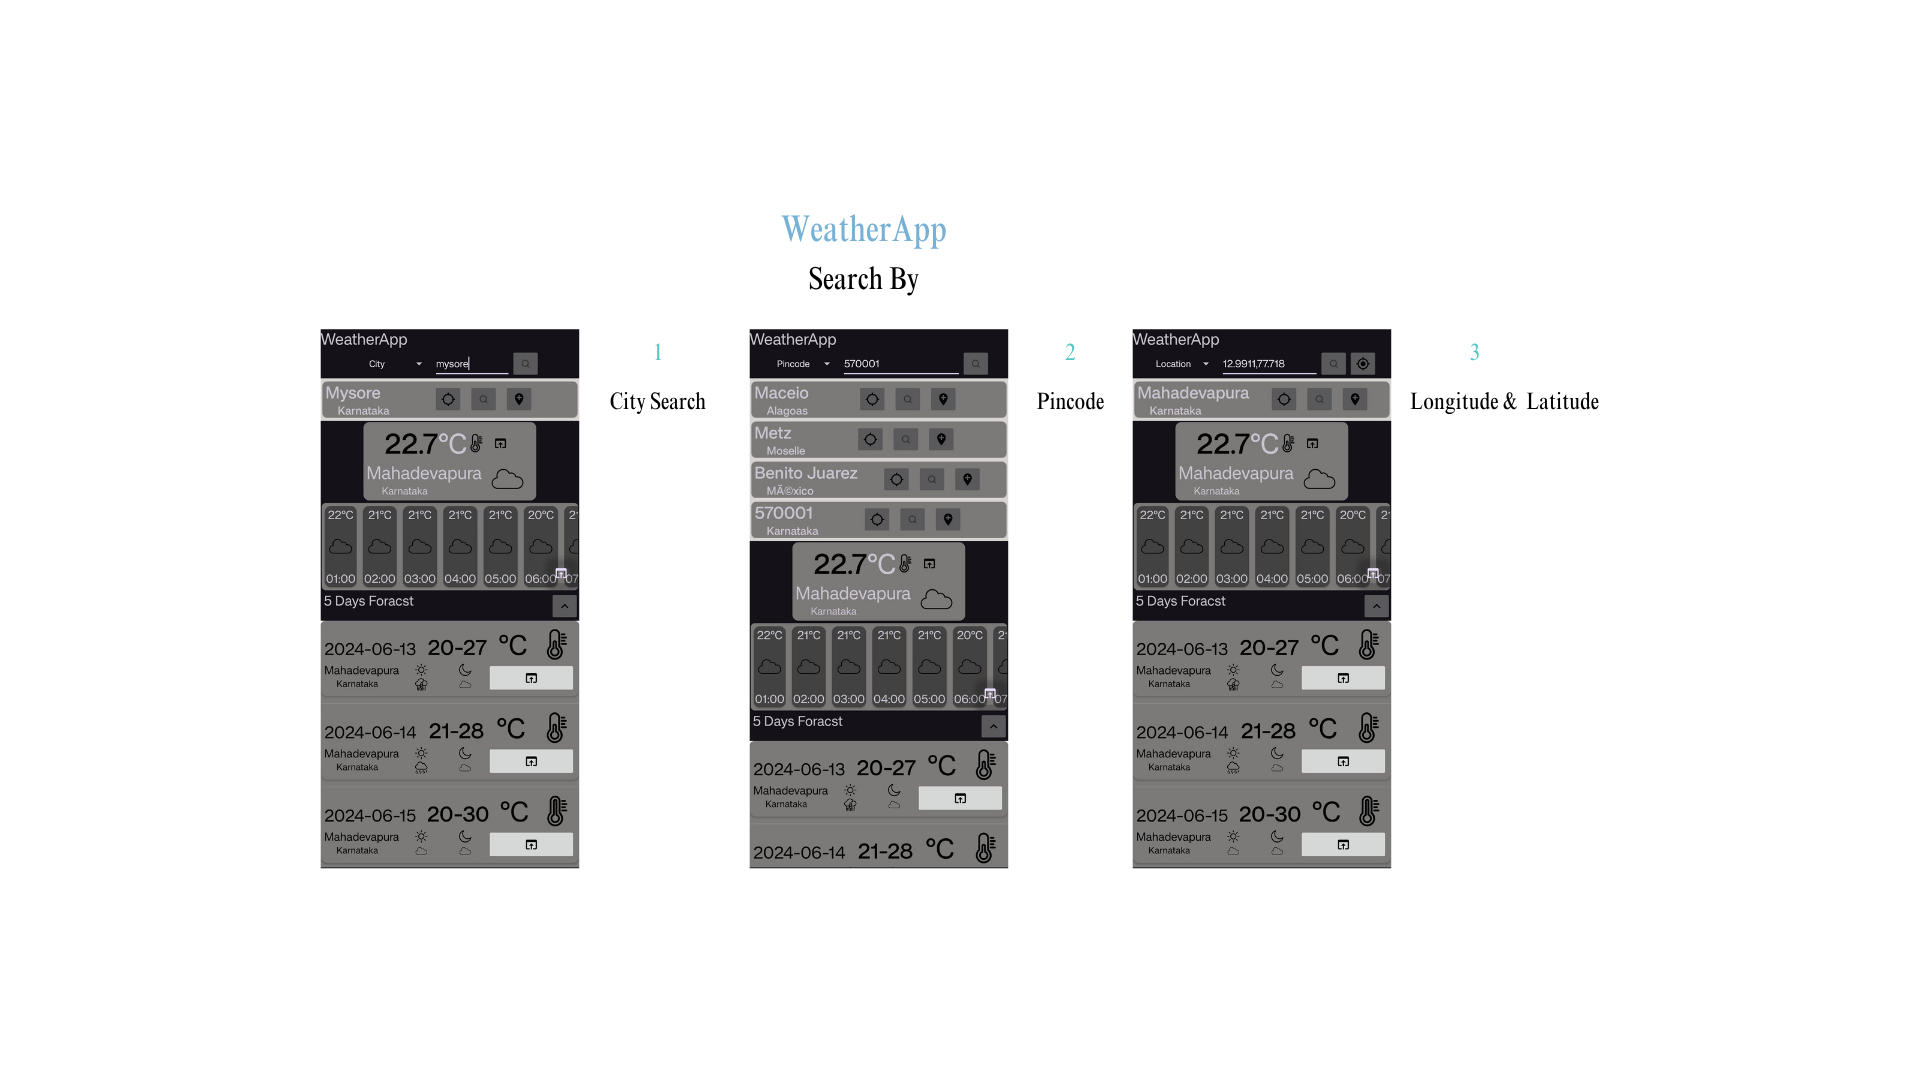 WeatherApp
Search By
WeatherApp
City mysore
Mysore
Karnataka
22.7°C
Mahadevapura
Karnataka
22°C 21°C 21°C 21°C 21°C 20°C 2
01:00 02:00 03:00 04:00 05:00 06:00 07
5 Days Foracst
2024-06-13 20-27 °C
Mahadevapura
Karnataka
2024-06-14 21-28 °C
Mahadevapura
Karnataka
2024-06-15 20-30 °C
Mahadevapura
Karnataka
1
City Search
WeatherApp
Pincode 570001
Maceio
Alagoas
Metz
Moselle
Benito Juarez
MÃ©xico
570001
Karnataka
22.7°C
Mahadevapura
Karnataka
22°C 21°C 21°C 21°C 21°C 20°C 2
01:00 02:00 03:00 04:00 05:00 06:00 07
5 Days Foracst
2024-06-13 20-27 °C
Mahadevapura
Karnataka
2024-06-14 21-28 °C
2
Pincode
WeatherApp
Location 12.9911,77.718
Mahadevapura
Karnataka
22.7°C
Mahadevapura
Karnataka
22°C 21°C 21°C 21°C 21°C 20°C 2
01:00 02:00 03:00 04:00 05:00 06:00 07
5 Days Foracst
2024-06-13 20-27 °C
Mahadevapura
Karnataka
2024-06-14 21-28 °C
Mahadevapura
Karnataka
2024-06-15 20-30 °C
Mahadevapura
Karnataka
3
Longitude & Latitude